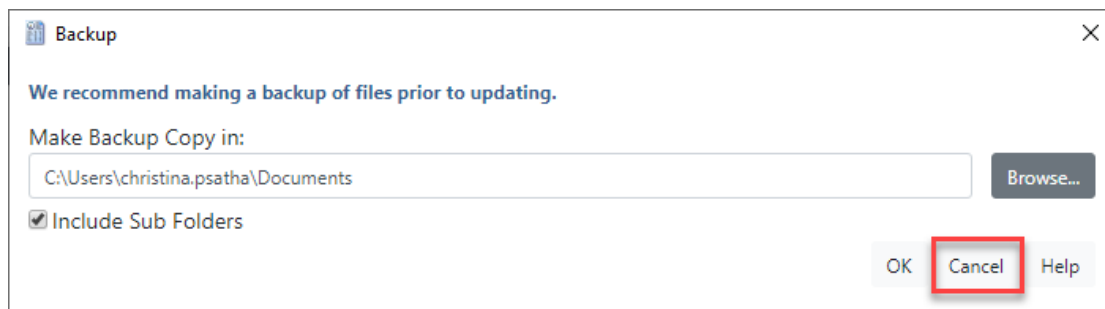 Backup
We recommend making a backup of files prior to updating.
Make Backup Copy in:
C:\Users\christina.psatha\Documents
Browse...
Include Sub Folders
OK Cancel Help